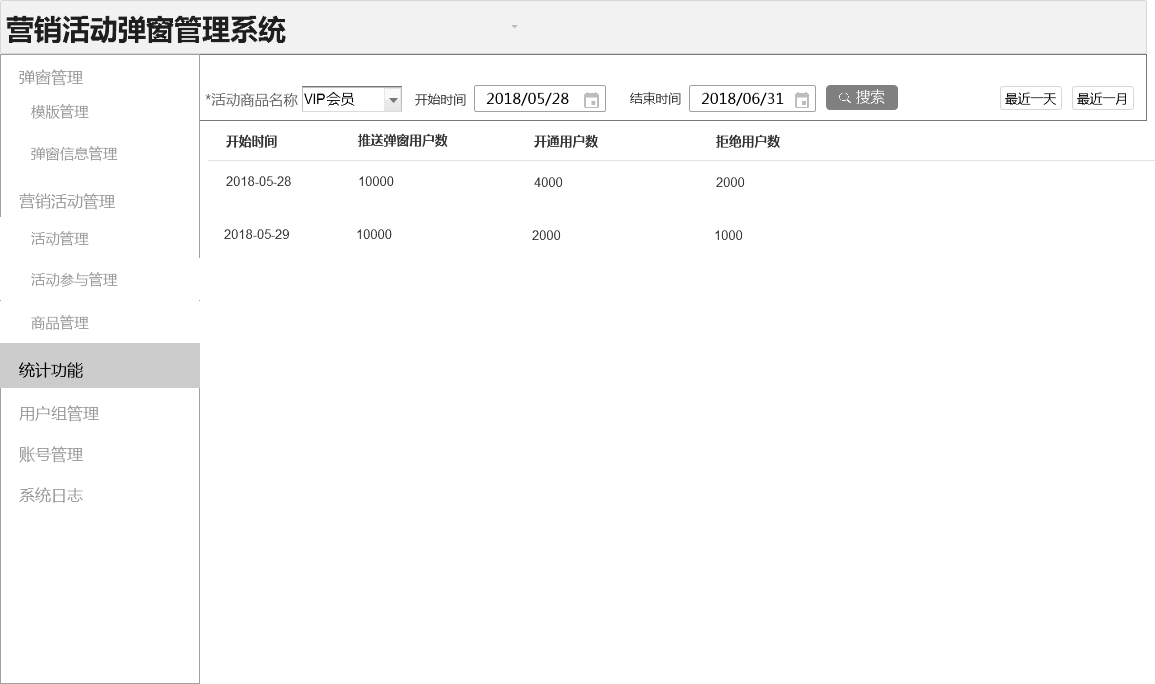 营销活动弹窗管理系统
弹窗管理
模版管理
弹窗信息管理
营销活动管理
活动管理
活动参与管理
商品管理
统计功能
用户组管理
账号管理
系统日志
*活动商品名称 VIP会员 开始时间 2018/05/28 结束时间 2018/06/31 搜索 最近一天 最近一月
开始时间 推送弹窗用户数 开通用户数 拒绝用户数
2018-05-28 10000 4000 2000
2018-05-29 10000 2000 1000